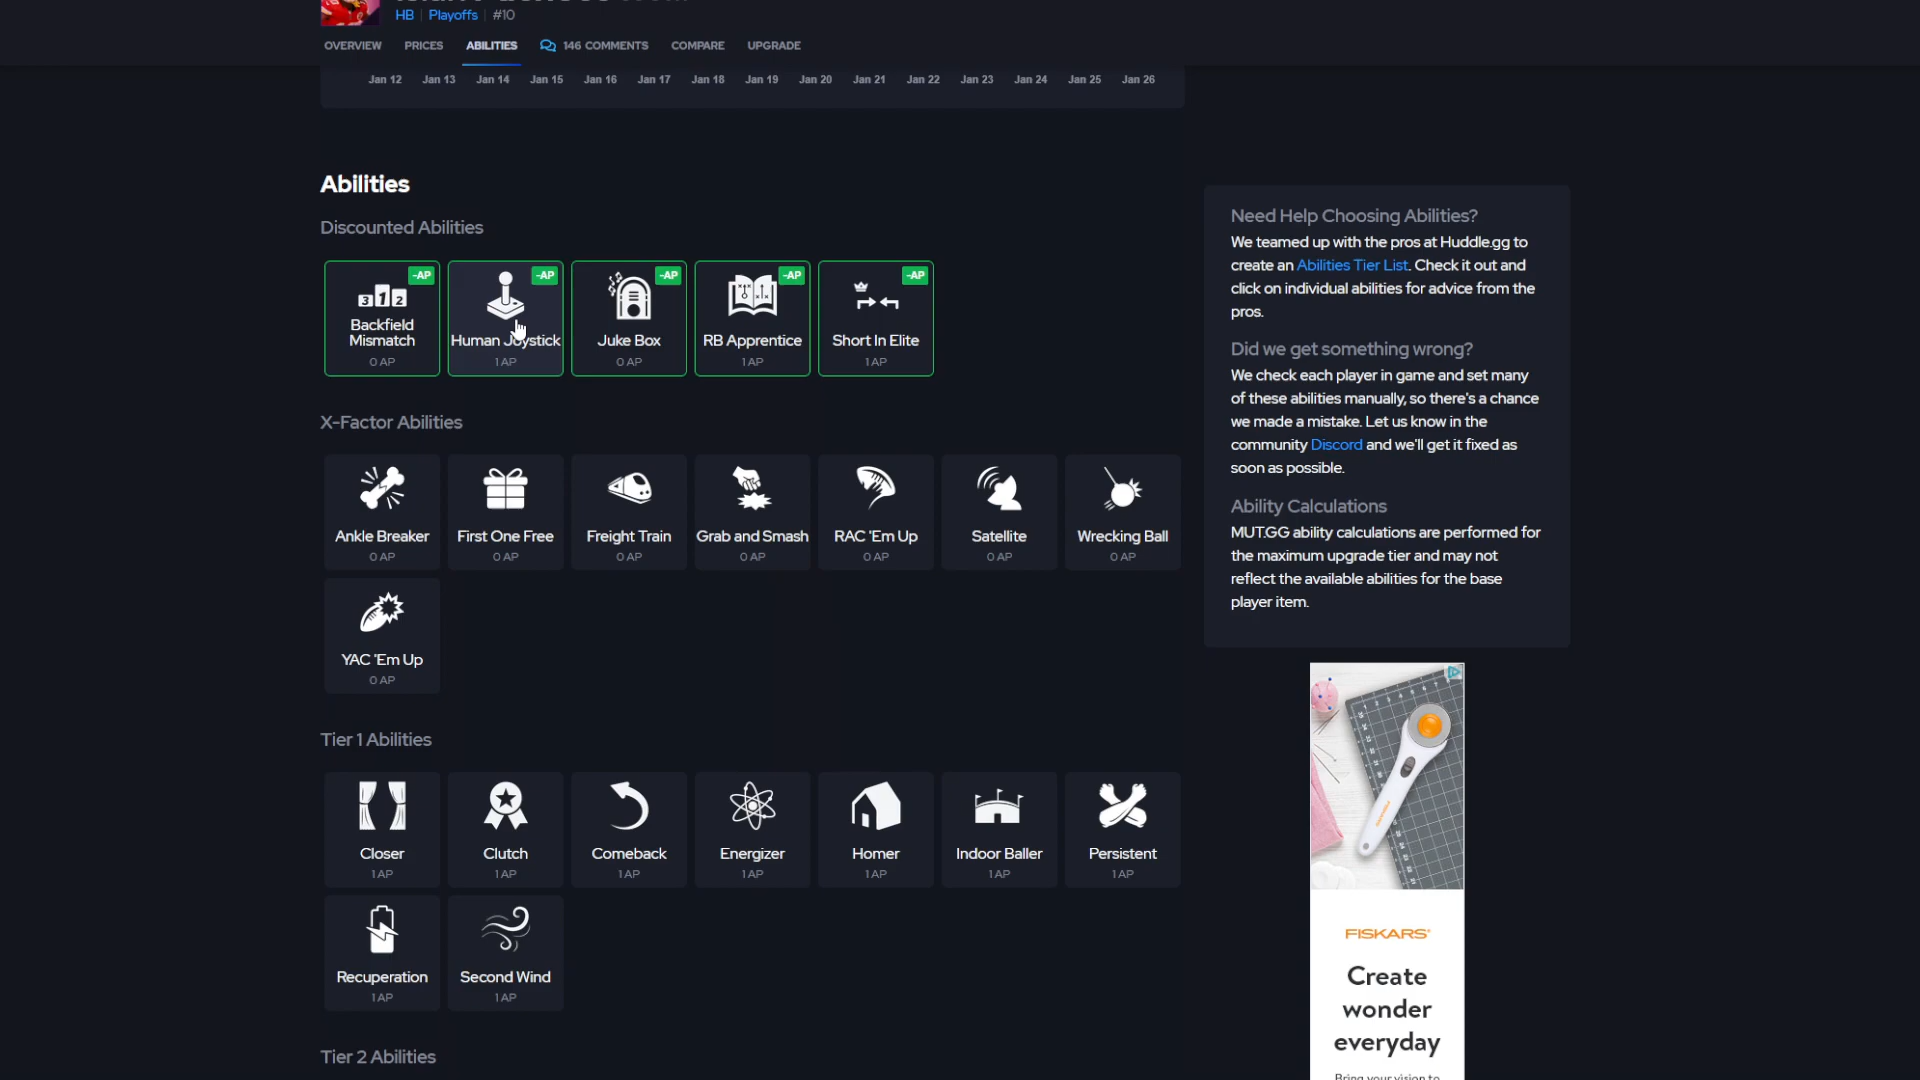 HB | Playoffs | #10
OVERVIEW PRICES ABILITIES 146 COMMENTS COMPARE UPGRADE
Jan 12 Jan 13 Jan 14 Jan 15 Jan 16 Jan 17 Jan 18 Jan 19 Jan 20 Jan 21 Jan 22 Jan 23 Jan 24 Jan 25 Jan 26
Abilities
Discounted Abilities
-AP -AP -AP -AP -AP
3 1 2
Backfield
Mismatch
Human Joystick Juke Box RB Apprentice Short In Elite
0 AP 1 AP 0 AP 1 AP 1 AP
X-Factor Abilities
Ankle Breaker First One Free Freight Train Grab and Smash RAC 'Em Up Satellite Wrecking Ball
0 AP 0 AP 0 AP 0 AP 0 AP 0 AP 0 AP
YAC 'Em Up
0 AP
Tier 1 Abilities
Closer Clutch Comeback Energizer Homer Indoor Baller Persistent
1 AP 1 AP 1 AP 1 AP 1 AP 1 AP 1 AP
Recuperation Second Wind
1 AP 1 AP
Tier 2 Abilities
Need Help Choosing Abilities?
We teamed up with the pros at Huddle.gg to
create an Abilities Tier List. Check it out and
click on individual abilities for advice from the
pros.
Did we get something wrong?
We check each player in game and set many
of these abilities manually, so there's a chance
we made a mistake. Let us know in the
community Discord and we'll get it fixed as
soon as possible.
Ability Calculations
MUT.GG ability calculations are performed for
the maximum upgrade tier and may not
reflect the available abilities for the base
player item.
FISKARS®
Create
wonder
everyday
Bring your vision to